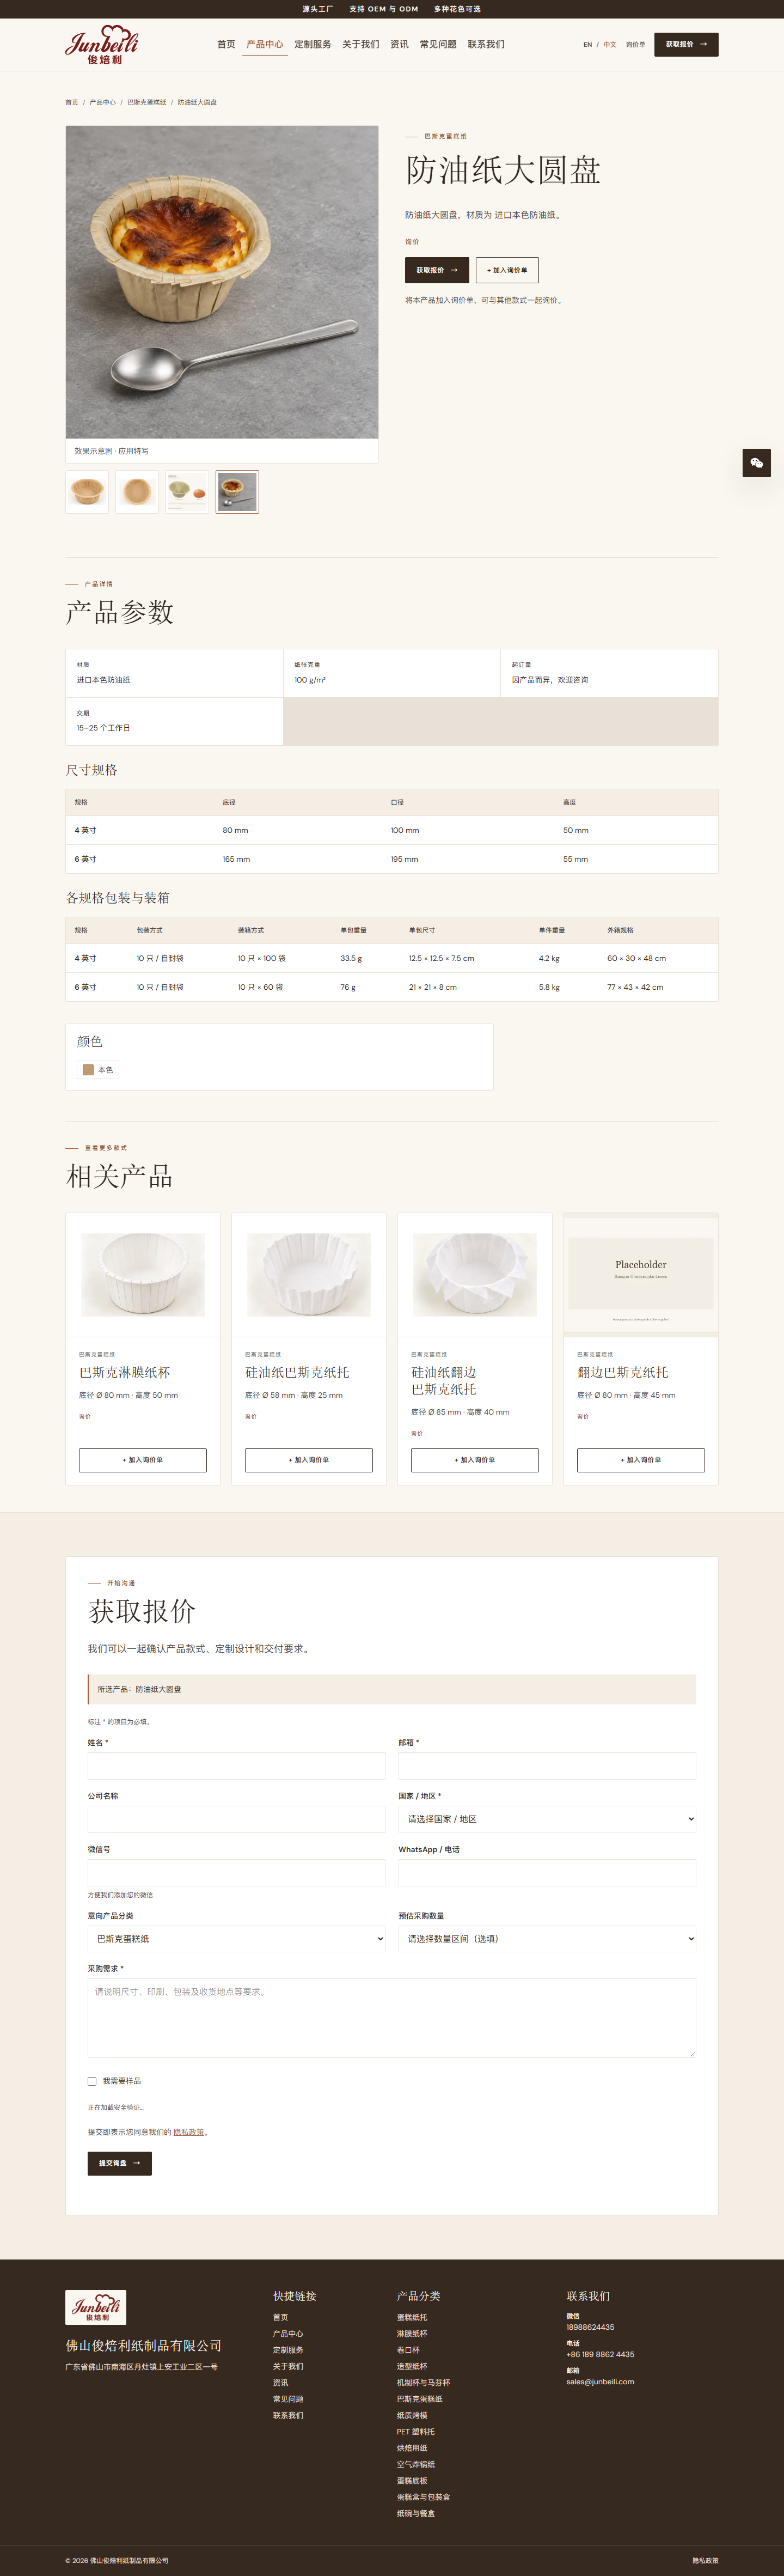 源头工厂 支持 OEM 与 ODM 多种花色可选
Junbeili
俊焙利
首页 产品中心 定制服务 关于我们 资讯 常见问题 联系我们
EN / 中文 询价单 获取报价 →
首页 / 产品中心 / 巴斯克蛋糕纸 / 防油纸大圆盘
巴斯克蛋糕纸
防油纸大圆盘
防油纸大圆盘，材质为 进口本色防油纸。
询价
获取报价 →
+ 加入询价单
将本产品加入询价单，可与其他款式一起询价。
效果示意图 · 应用特写
产品详情
产品参数
材质
进口本色防油纸
纸张克重
100 g/m²
起订量
因产品而异，欢迎咨询
交期
15–25 个工作日
尺寸规格
规格 底径 口径 高度
4 英寸 80 mm 100 mm 50 mm
6 英寸 165 mm 195 mm 55 mm
各规格包装与装箱
规格 包装方式 装箱方式 单包重量 单包尺寸 单件重量 外箱规格
4 英寸 10 只 / 自封袋 10 只 × 100 袋 33.5 g 12.5 × 12.5 × 7.5 cm 4.2 kg 60 × 30 × 48 cm
6 英寸 10 只 / 自封袋 10 只 × 60 袋 76 g 21 × 21 × 8 cm 5.8 kg 77 × 43 × 42 cm
颜色
本色
查看更多款式
相关产品
巴斯克蛋糕纸
巴斯克淋膜纸杯
底径 Ø 80 mm · 高度 50 mm
询价
+ 加入询价单
巴斯克蛋糕纸
硅油纸巴斯克纸托
底径 Ø 58 mm · 高度 25 mm
询价
+ 加入询价单
巴斯克蛋糕纸
硅油纸翻边
巴斯克纸托
底径 Ø 85 mm · 高度 40 mm
询价
+ 加入询价单
Placeholder
Basque Cheesecake Liners
巴斯克蛋糕纸
翻边巴斯克纸托
底径 Ø 80 mm · 高度 45 mm
询价
+ 加入询价单
开始沟通
获取报价
我们可以一起确认产品款式、定制设计和交付要求。
所选产品：防油纸大圆盘
标注 * 的项目为必填。
姓名 * 邮箱 *
公司名称 国家 / 地区 *
请选择国家 / 地区
微信号 WhatsApp / 电话
方便我们添加您的微信
意向产品分类 预估采购数量
巴斯克蛋糕纸 请选择数量区间（选填）
采购需求 *
请说明尺寸、印刷、包装及收货地点等要求。
我需要样品
正在加载安全验证…
提交即表示您同意我们的 隐私政策。
提交询盘 →
Junbeili
俊焙利
佛山俊焙利纸制品有限公司
广东省佛山市南海区丹灶镇上安工业二区一号
快捷链接
首页
产品中心
定制服务
关于我们
资讯
常见问题
联系我们
产品分类
蛋糕纸托
淋膜纸杯
卷口杯
造型纸杯
机制杯与马芬杯
巴斯克蛋糕纸
纸质烤模
PET 塑料托
烘焙用纸
空气炸锅纸
蛋糕底板
蛋糕盒与包装盒
纸碗与餐盒
联系我们
微信
18988624435
电话
+86 189 8862 4435
邮箱
sales@junbeili.com
© 2026 佛山俊焙利纸制品有限公司
隐私政策